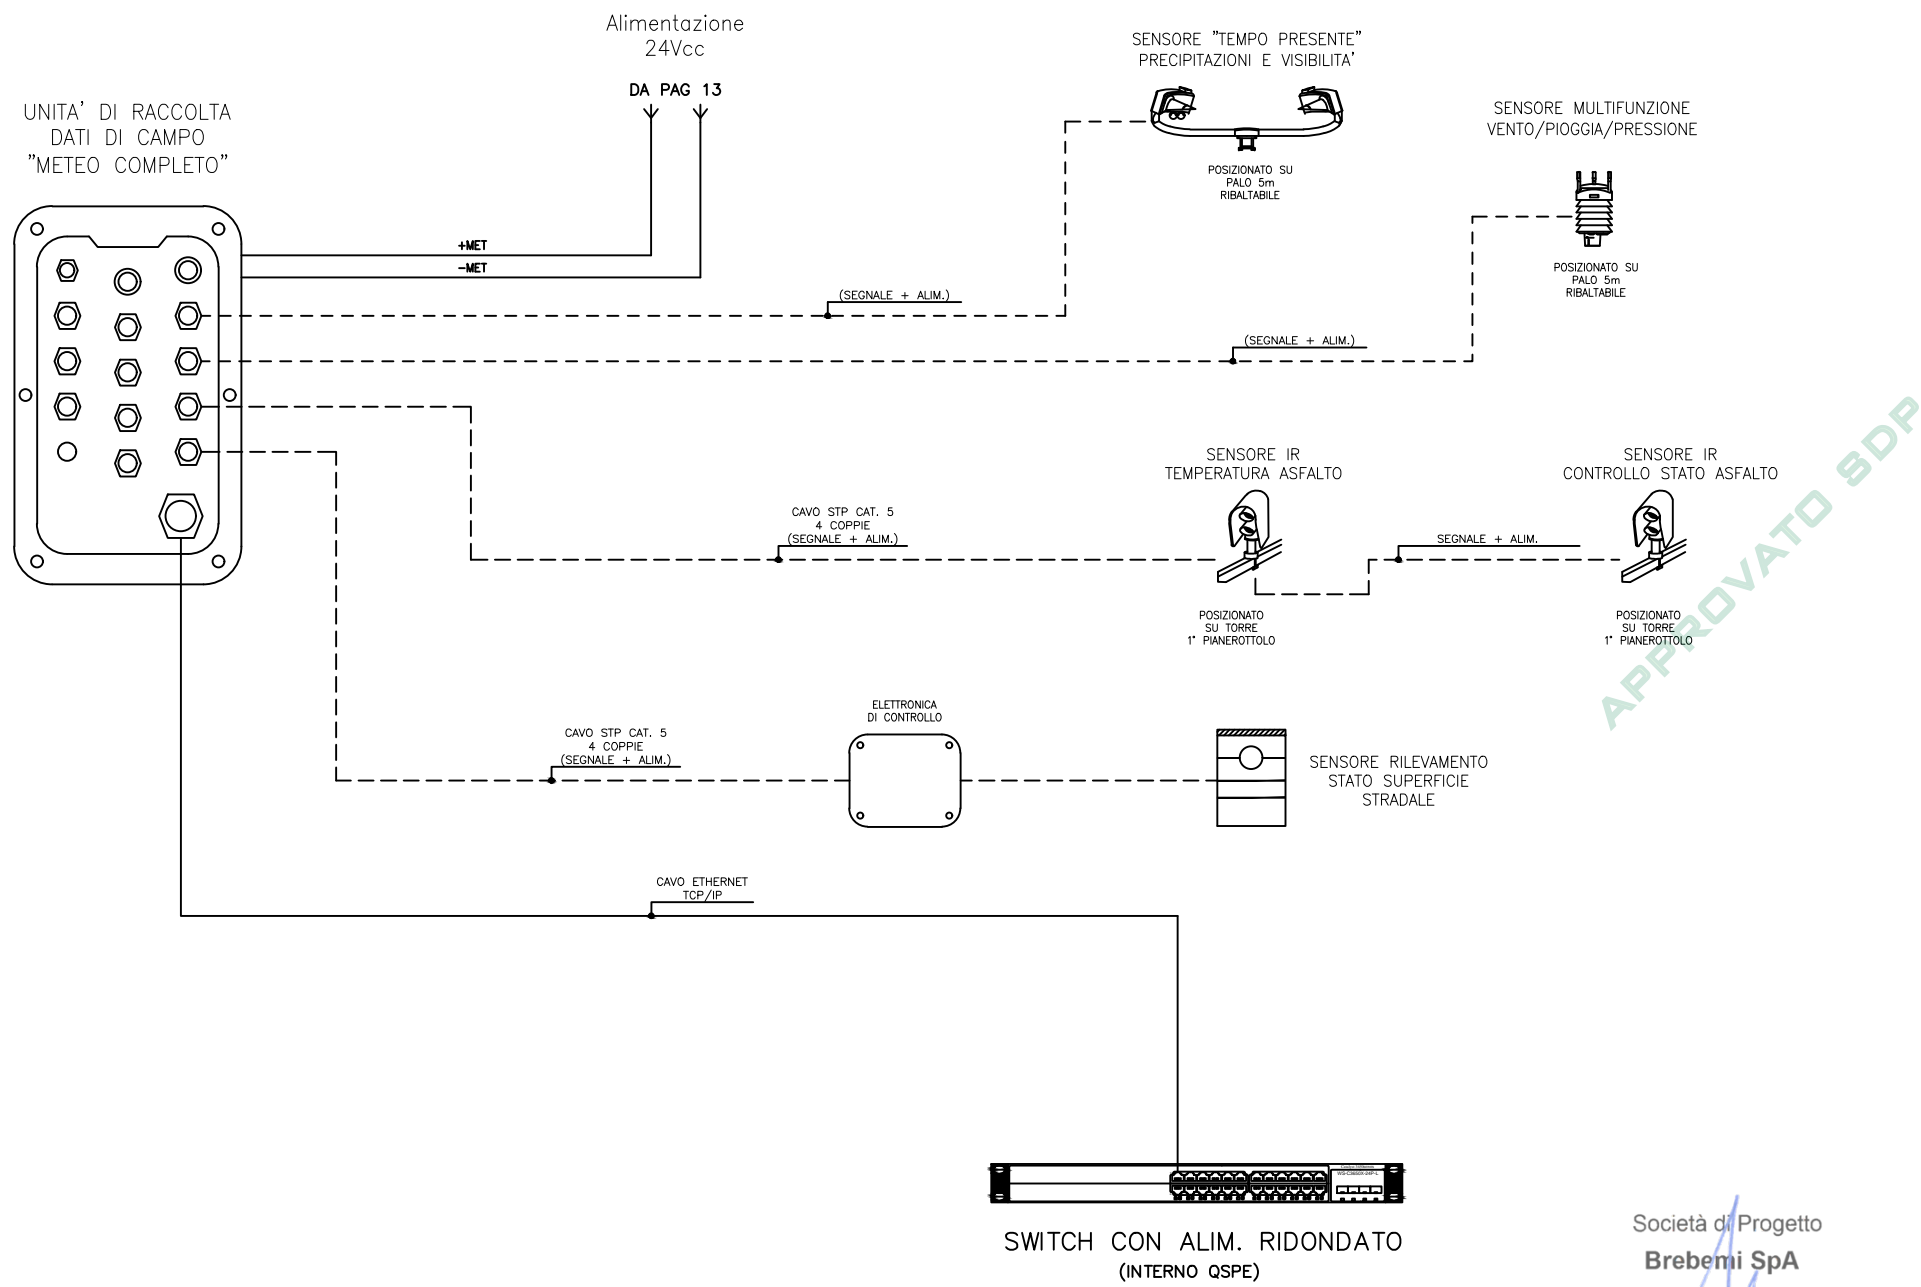 Alimentazione
24Vcc
DA PAG 13
UNITA' DI RACCOLTA
DATI DI CAMPO
"METEO COMPLETO"
SENSORE "TEMPO PRESENTE"
PRECIPITAZIONI E VISIBILITA'
POSIZIONATO SU
PALO 5m
RIBALTABILE
SENSORE MULTIFUNZIONE
VENTO/PIOGGIA/PRESSIONE
POSIZIONATO SU
PALO 5m
RIBALTABILE
+MET
-MET
(SEGNALE + ALIM.)
(SEGNALE + ALIM.)
SENSORE IR
TEMPERATURA ASFALTO
SENSORE IR
CONTROLLO STATO ASFALTO
CAVO STP CAT. 5
4 COPPIE
(SEGNALE + ALIM.)
SEGNALE + ALIM.
POSIZIONATO
SU TORRE
1° PIANEROTTOLO
POSIZIONATO
SU TORRE
1° PIANEROTTOLO
APPROVATO SDP
CAVO STP CAT. 5
4 COPPIE
(SEGNALE + ALIM.)
ELETTRONICA
DI CONTROLLO
SENSORE RILEVAMENTO
STATO SUPERFICIE
STRADALE
CAVO ETHERNET
TCP/IP
SWITCH CON ALIM. RIDONDATO
(INTERNO QSPE)
Società di Progetto
Brebemi SpA